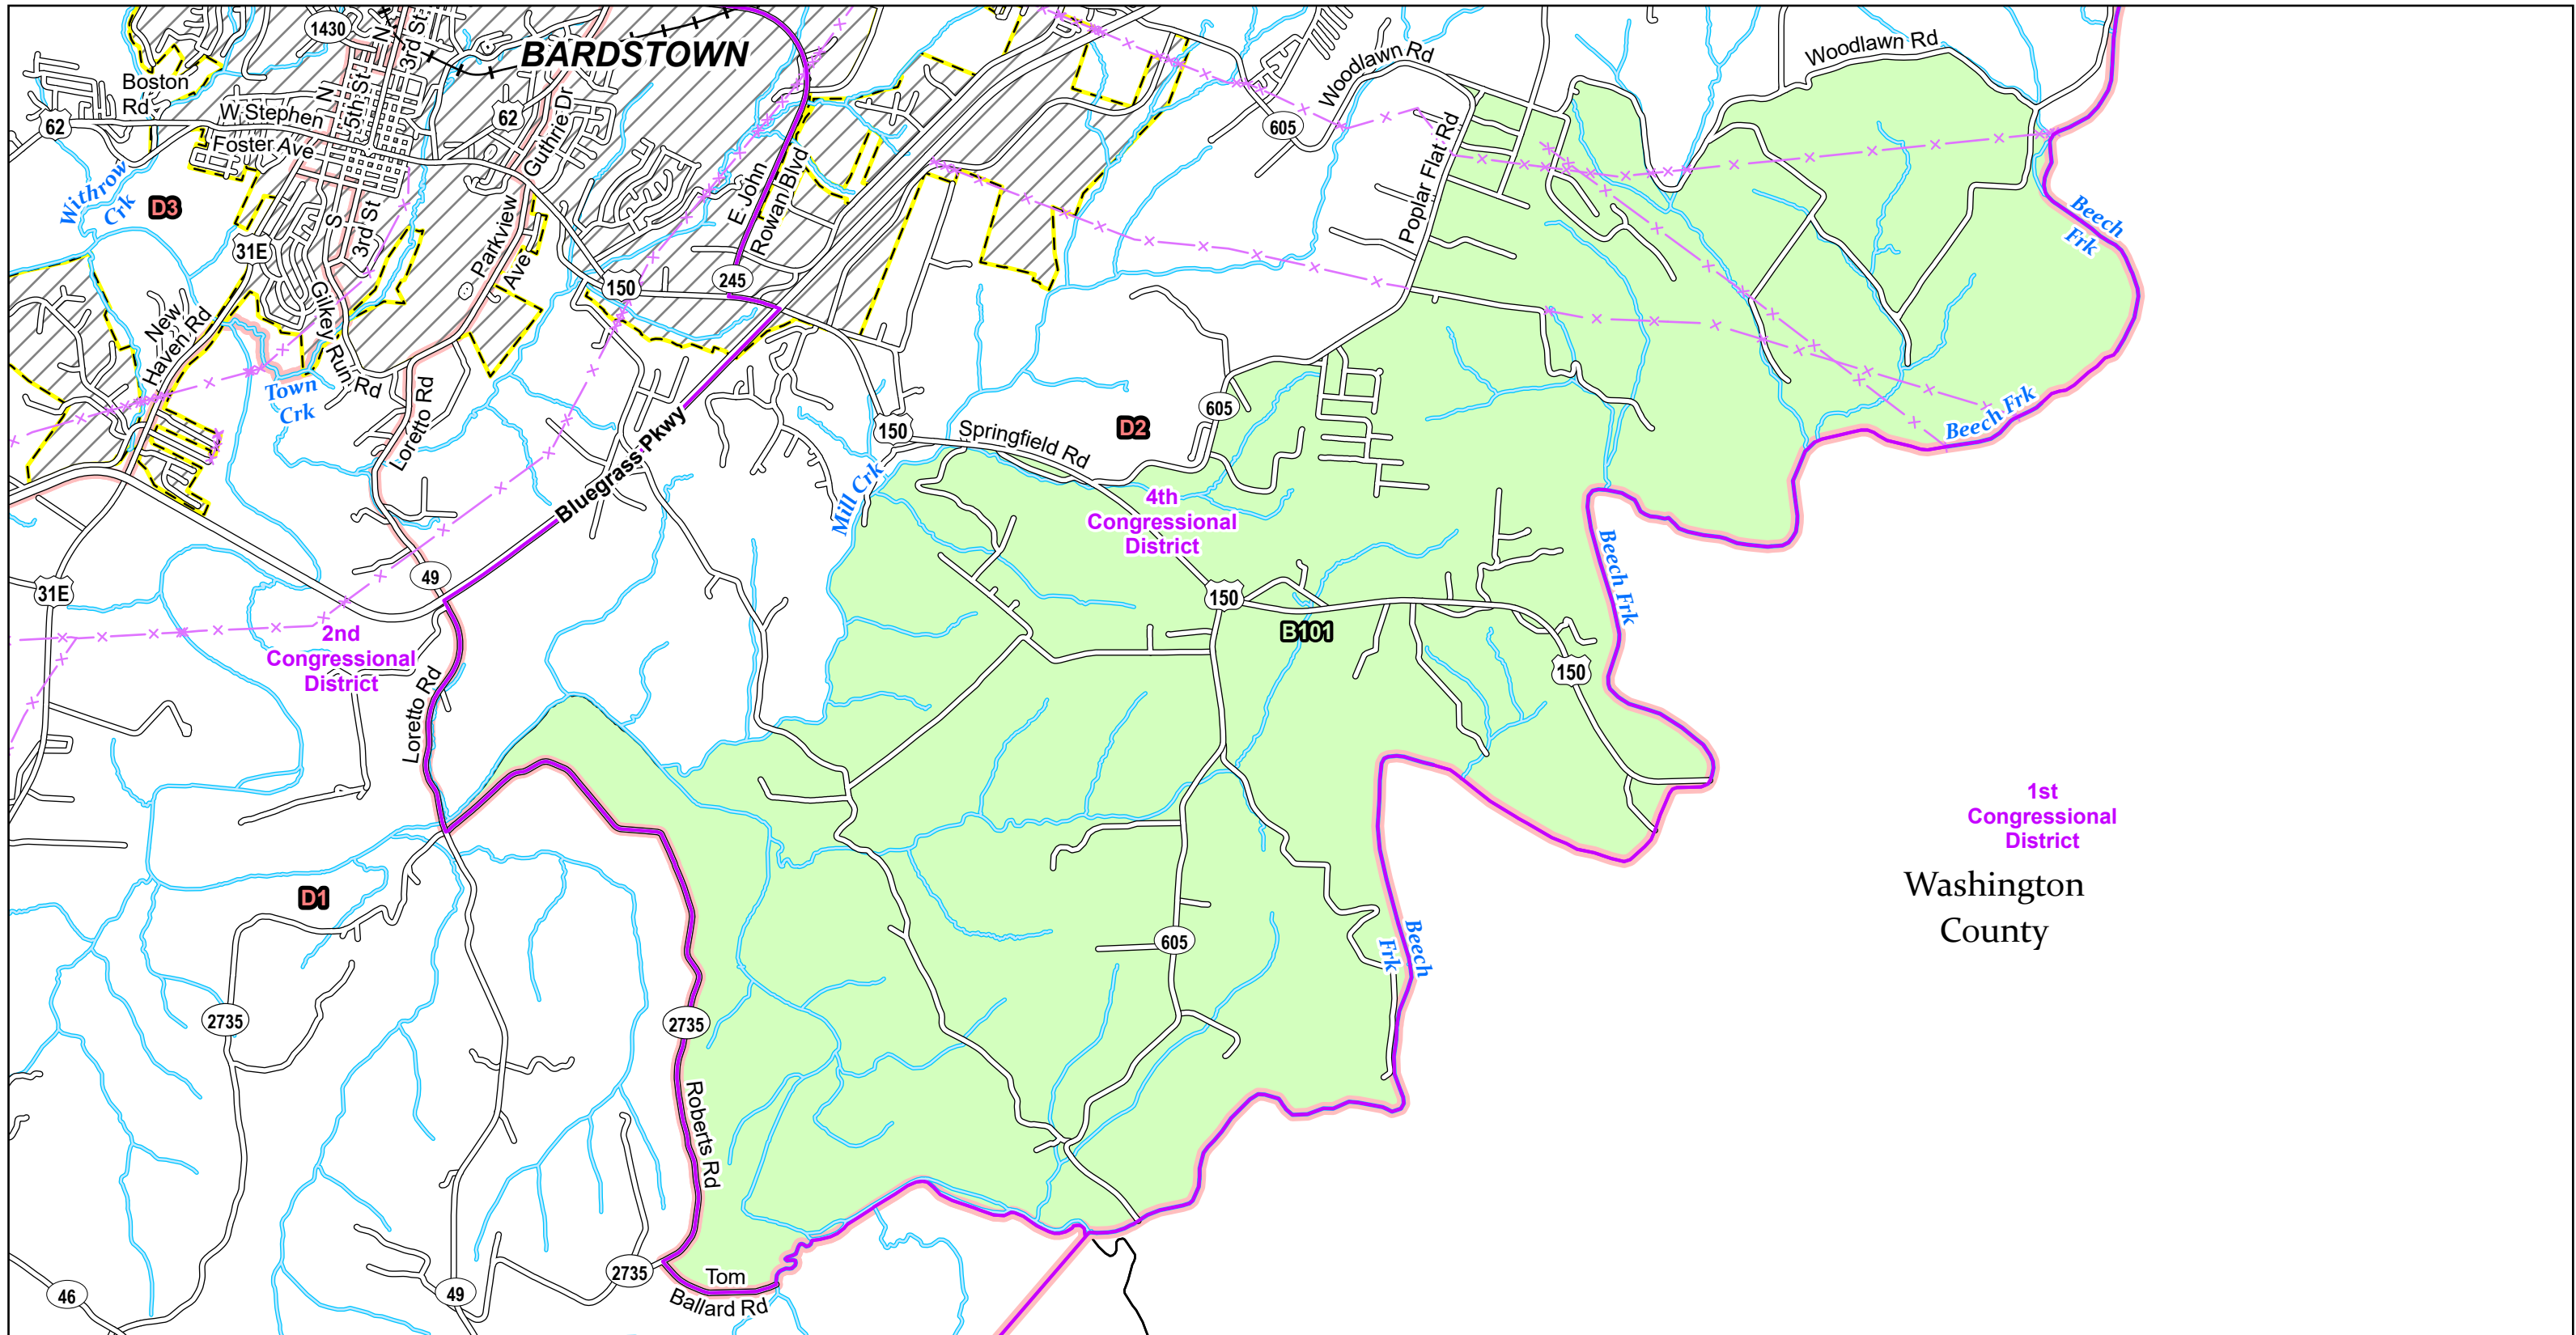 1430
N
3rd St
BARDSTOWN
Woodlawn Rd
Woodlawn Rd
Boston
Rd
N
5th St
62
W Stephen
Foster Ave
62
Guthrie Dr
605
Poplar Flat Rd
Withrow
Crk
D3
E John
Rowan Blvd
Beech
Frk
S
3rd St
31E
Parkview
Ave
150
245
New
Haven Rd
Gilkey Run Rd
Town
Crk
Loretto Rd
Bluegrass Pkwy
150
Springfield Rd
D2
605
Beech Frk
Mill Crk
4th
Congressional
District
Beech Frk
49
31E
150
B101
150
2nd
Congressional
District
Loretto Rd
1st
Congressional
District
Washington
County
D1
605
Beech
Frk
2735
2735
Roberts Rd
2735
Tom
Ballard Rd
46
49